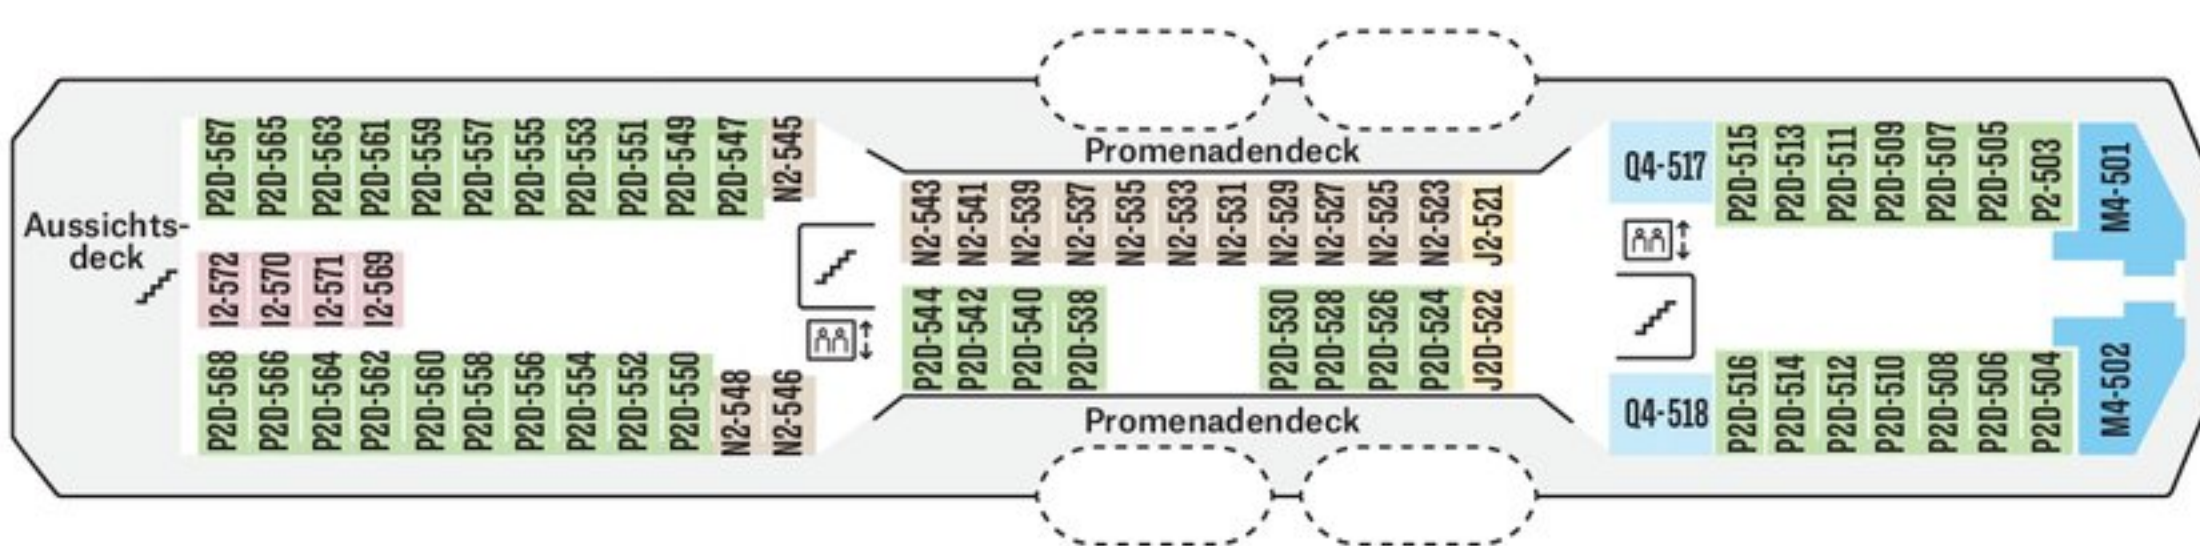 P2D-567 P2D-565 P2D-563 P2D-561 P2D-559 P2D-557 P2D-555 P2D-553 P2D-551 P2D-549 P2D-547 N2-545
Aussichts-
deck
I2-572 I2-570 I2-571 I2-569
P2D-568 P2D-566 P2D-564 P2D-562 P2D-560 P2D-558 P2D-556 P2D-554 P2D-552 P2D-550 N2-548 N2-546
Promenadendeck
N2-543 N2-541 N2-539 N2-537 N2-535 N2-533 N2-531 N2-529 N2-527 N2-525 N2-523 J2-521
P2D-544 P2D-542 P2D-540 P2D-538 P2D-530 P2D-528 P2D-526 P2D-524 J2D-522
Promenadendeck
Q4-517 P2D-515 P2D-513 P2D-511 P2D-509 P2D-507 P2D-505 P2-503 M4-501
Q4-518 P2D-516 P2D-514 P2D-512 P2D-510 P2D-508 P2D-506 P2D-504 M4-502